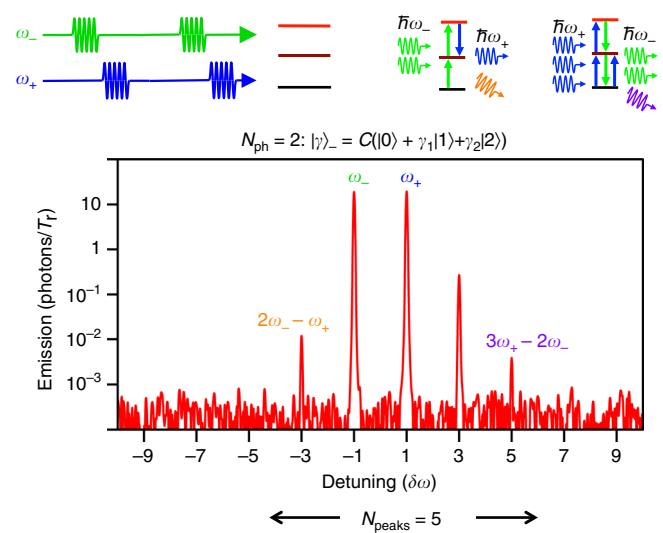 ω₋
ω₊
ħω₋
ħω₊
ħω₊
ħω₋
Nₚₕ = 2: |γ⟩₋ = C(|0⟩ + γ₁|1⟩+γ₂|2⟩)
ω₋ ω₊
10
1
10⁻¹
10⁻²
10⁻³
Emission (photons/Tᵣ)
2ω₋ – ω₊
3ω₊ – 2ω₋
–9 –7 –5 –3 –1 1 3 5 7 9
Detuning (δω)
Nₚₑₐₖₛ = 5